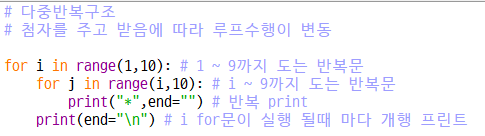 # 다중반복구조
# 첨자를 주고 받음에 따라 루프수행이 변동
for i in range(1,10): # 1 ~ 9까지 도는 반복문
    for j in range(i,10): # i ~ 9까지 도는 반복문
        print("*",end="") # 반복 print
    print(end="\n") # i for문이 실행 될때 마다 개행 프린트